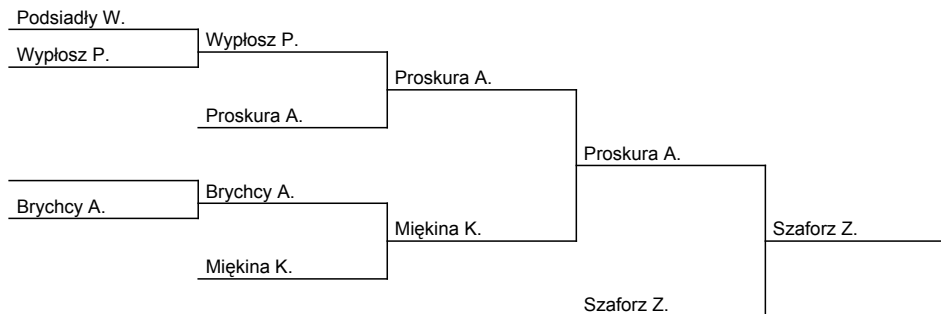 Podsiadły W.
Wypłosz P.
Wypłosz P.
Proskura A.
Proskura A.
Proskura A.
Brychcy A.
Brychcy A.
Miękina K.
Szaforz Z.
Miękina K.
Szaforz Z.